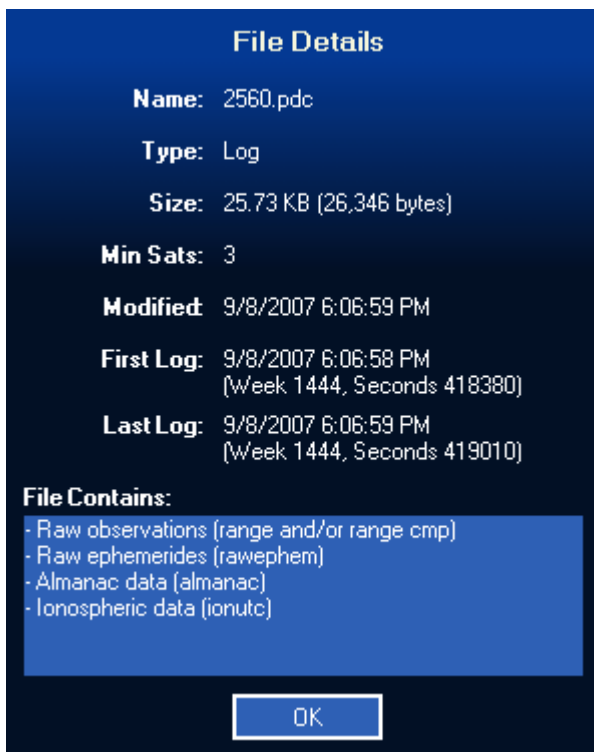 File Details
Name: 2560.pdc
Type: Log
Size: 25.73 KB (26,346 bytes)
Min Sats: 3
Modified: 9/8/2007 6:06:59 PM
First Log: 9/8/2007 6:06:58 PM
(Week 1444, Seconds 418380)
Last Log: 9/8/2007 6:06:59 PM
(Week 1444, Seconds 419010)
File Contains:
- Raw observations (range and/or range cmp)
- Raw ephemerides (rawephem)
- Almanac data (almanac)
- Ionospheric data (ionutc)
OK